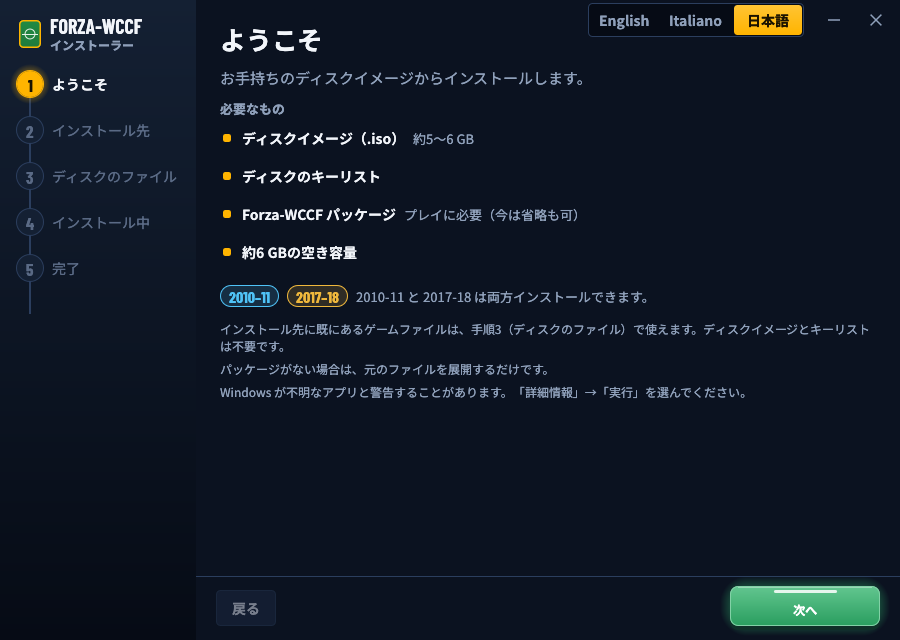 FORZA-WCCF
インストーラー
1 ようこそ
2 インストール先
3 ディスクのファイル
4 インストール中
5 完了
English Italiano 日本語
ようこそ
お手持ちのディスクイメージからインストールします。
必要なもの
ディスクイメージ（.iso） 約5〜6 GB
ディスクのキーリスト
Forza-WCCF パッケージ プレイに必要（今は省略も可）
約6 GBの空き容量
2010-11 2017-18 2010-11 と 2017-18 は両方インストールできます。
インストール先に既にあるゲームファイルは、手順3（ディスクのファイル）で使えます。ディスクイメージとキーリスト
は不要です。
パッケージがない場合は、元のファイルを展開するだけです。
Windows が不明なアプリと警告することがあります。「詳細情報」→「実行」を選んでください。
戻る
次へ